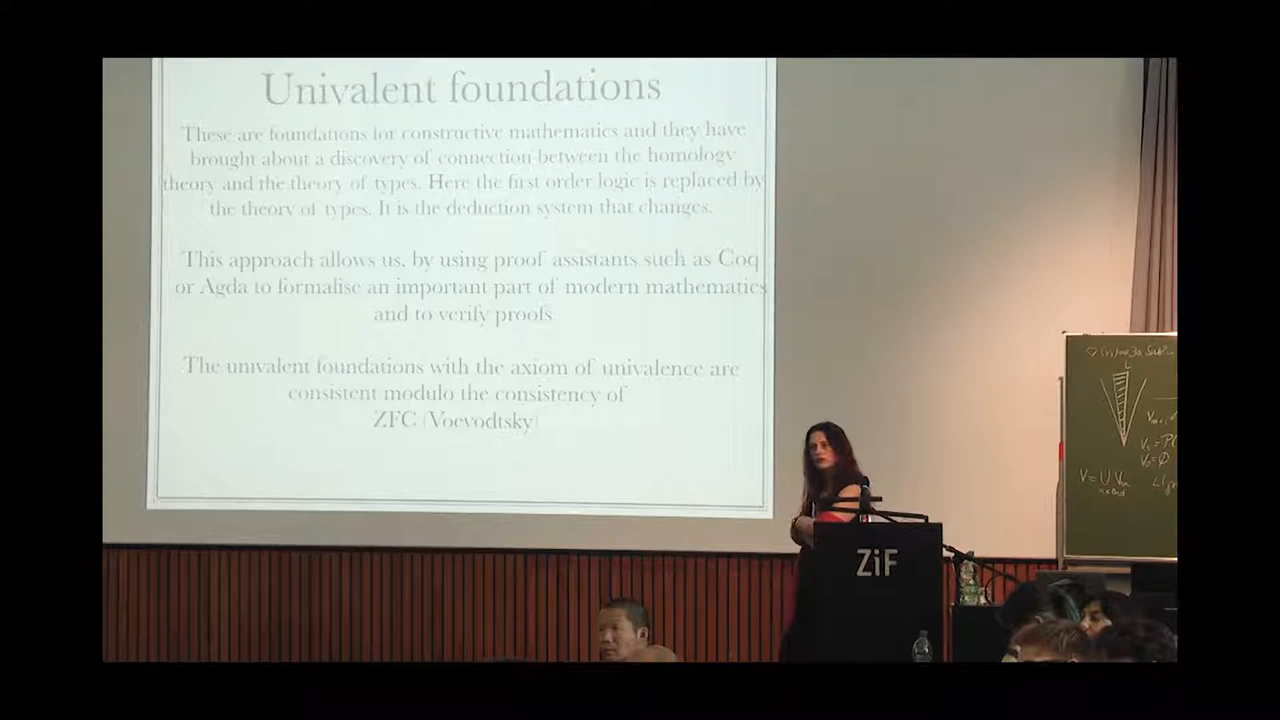 Univalent foundations
These are foundations for constructive mathematics and they have
brought about a discovery of connection between the homology
theory and the theory of types. Here the first order logic is replaced by
the theory of types. It is the deduction system that changes.
This approach allows us, by using proof assistants such as Coq
or Agda to formalise an important part of modern mathematics
and to verify proofs.
The univalent foundations with the axiom of univalence are
consistent modulo the consistency of
ZFC (Voevodtsky)
ZiF
L
V₀=∅